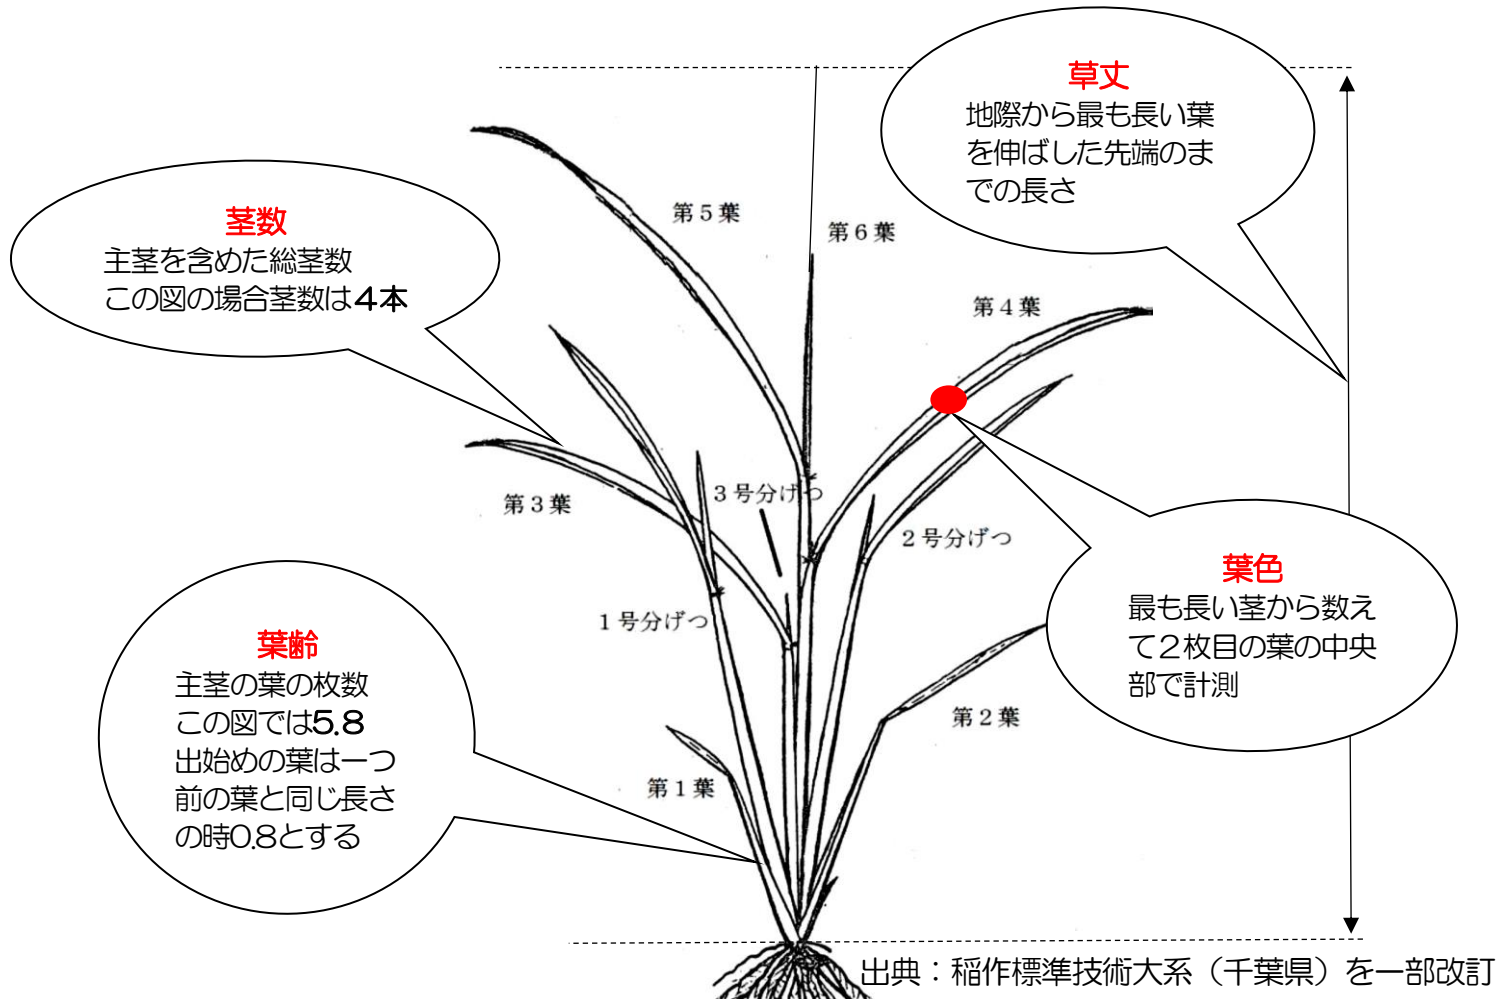 草丈
地際から最も長い葉
を伸ばした先端のま
での長さ
茎数
主茎を含めた総茎数
この図の場合茎数は4本
第5葉
第6葉
第4葉
第3葉
3号分げつ
2号分げつ
1号分げつ
葉色
最も長い茎から数え
て2枚目の葉の中央
部で計測
葉齢
主茎の葉の枚数
この図では5.8
出始めの葉は一つ
前の葉と同じ長さ
の時0.8とする
第2葉
第1葉
出典：稲作標準技術大系（千葉県）を一部改訂